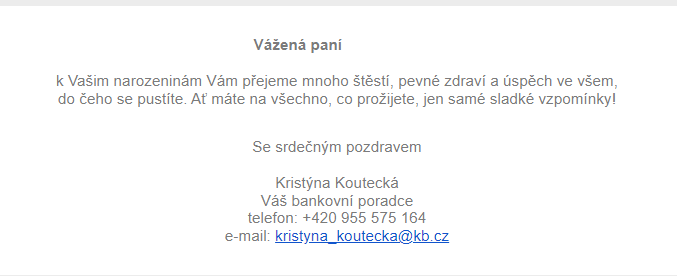 Vážená paní
k Vašim narozeninám Vám přejeme mnoho štěstí, pevné zdraví a úspěch ve všem,
do čeho se pustíte. Ať máte na všechno, co prožijete, jen samé sladké vzpomínky!
Se srdečným pozdravem
Kristýna Koutecká
Váš bankovní poradce
telefon: +420 955 575 164
e-mail: kristyna_koutecka@kb.cz